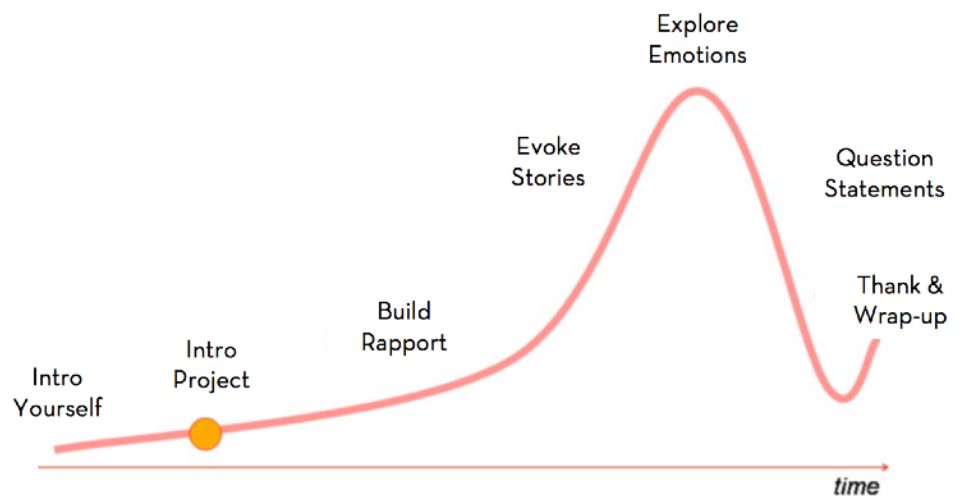 Explore
Emotions
Evoke
Stories
Question
Statements
Thank &
Wrap-up
Build
Rapport
Intro
Project
Intro
Yourself
time